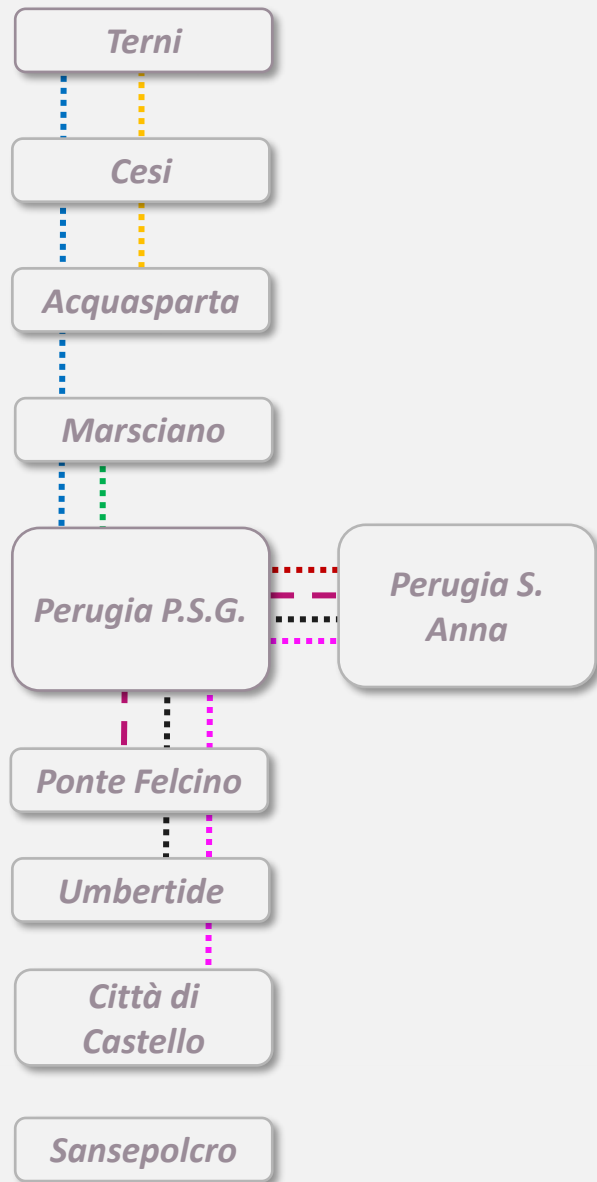 Terni
Cesi
Acquasparta
Marsciano
Perugia P.S.G.
Perugia S.
Anna
Ponte Felcino
Umbertide
Città di
Castello
Sansepolcro